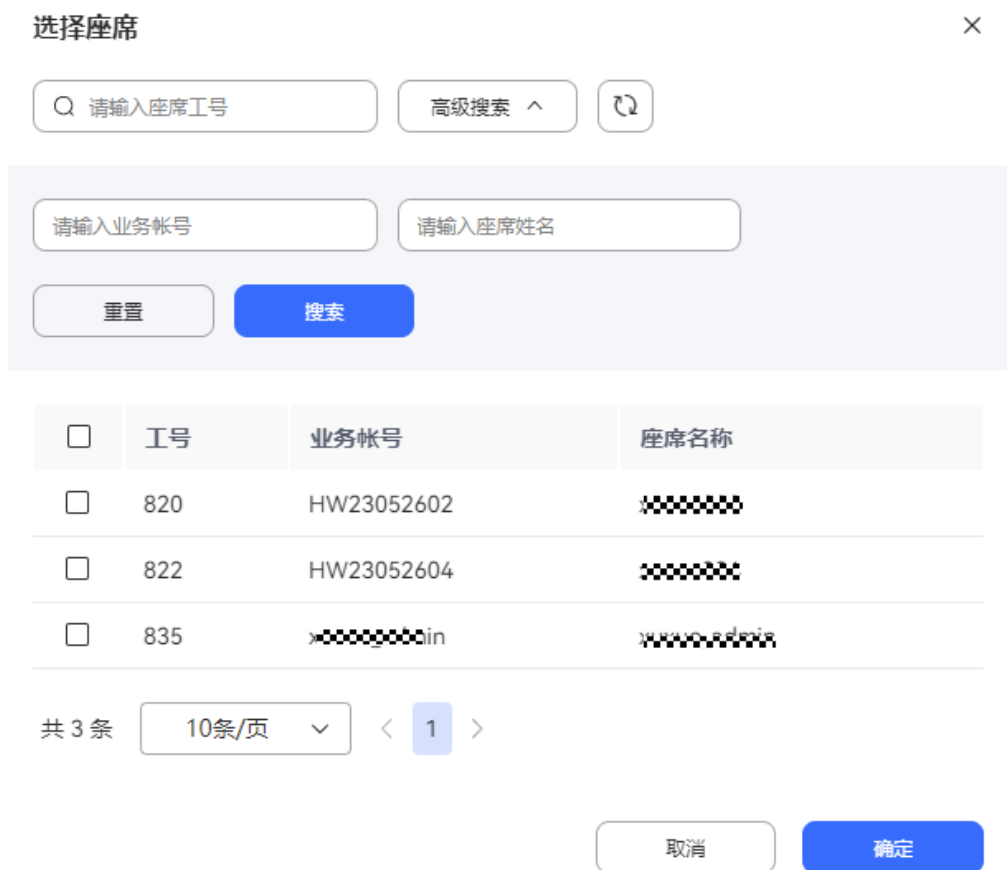 选择座席
请输入座席工号 高级搜索
请输入业务帐号 请输入座席姓名
重置 搜索
工号 业务帐号 座席名称
820 HW23052602
822 HW23052604
835
共 3 条 10条/页 1
取消 确定